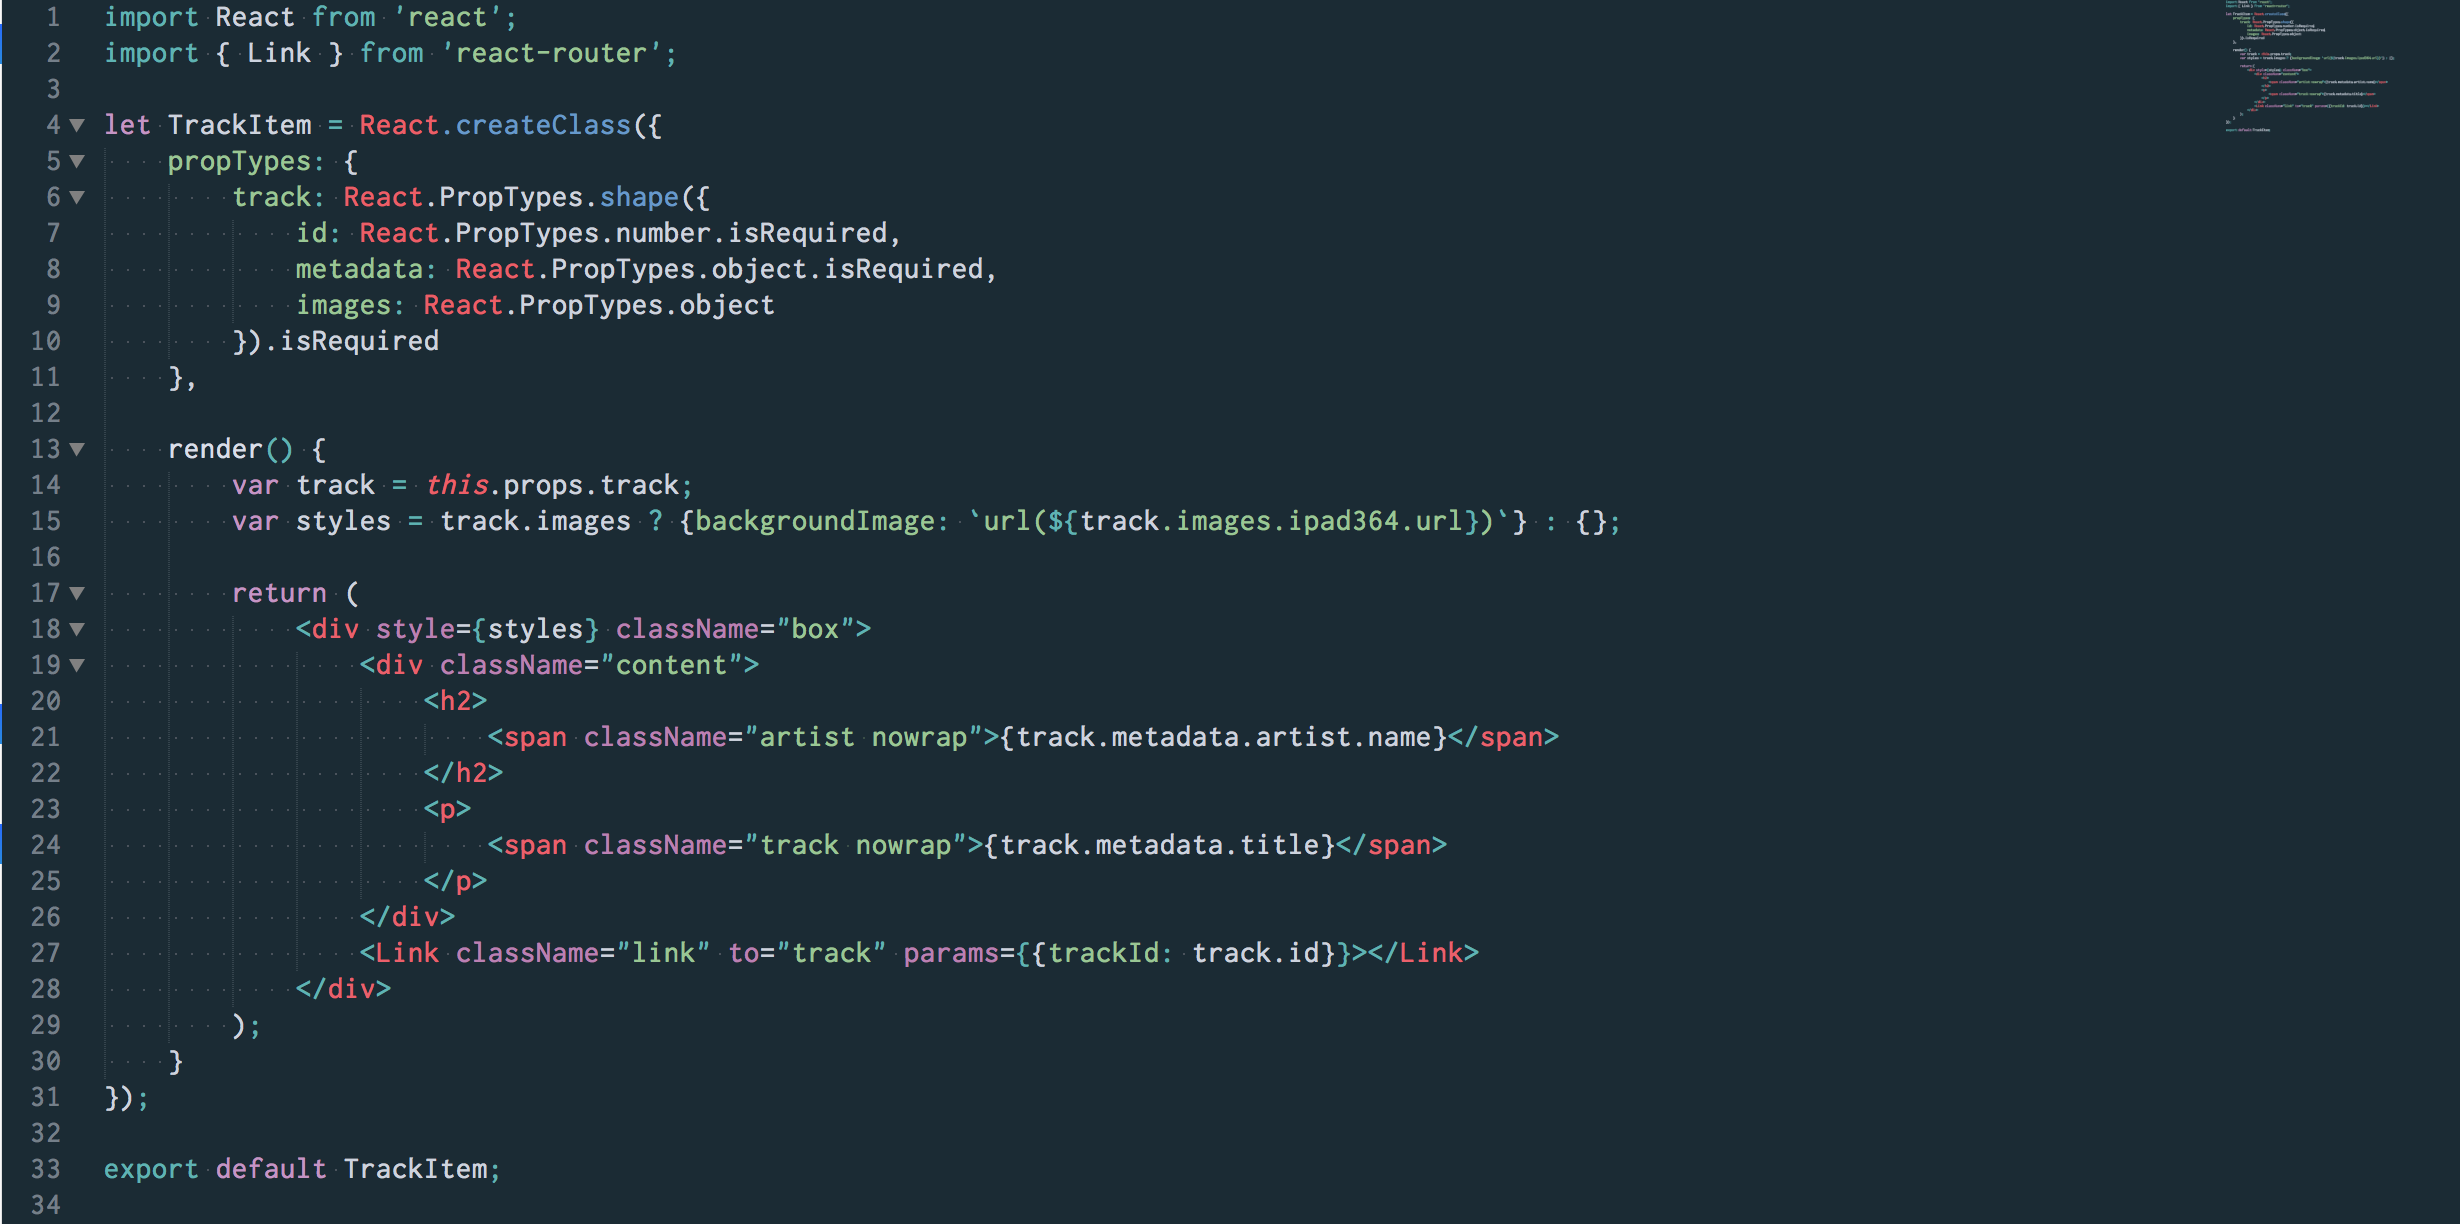 1 import React from 'react';
2 import { Link } from 'react-router';
3
4 let TrackItem = React.createClass({
5     propTypes: {
6         track: React.PropTypes.shape({
7             id: React.PropTypes.number.isRequired,
8             metadata: React.PropTypes.object.isRequired,
9             images: React.PropTypes.object
10         }).isRequired
11     },
12
13     render() {
14         var track = this.props.track;
15         var styles = track.images ? {backgroundImage: `url(${track.images.ipad364.url})`} : {};
16
17         return (
18             <div style={styles} className="box">
19                 <div className="content">
20                     <h2>
21                         <span className="artist nowrap">{track.metadata.artist.name}</span>
22                     </h2>
23                     <p>
24                         <span className="track nowrap">{track.metadata.title}</span>
25                     </p>
26                 </div>
27                 <Link className="link" to="track" params={{trackId: track.id}}></Link>
28             </div>
29         );
30     }
31 });
32
33 export default TrackItem;
34